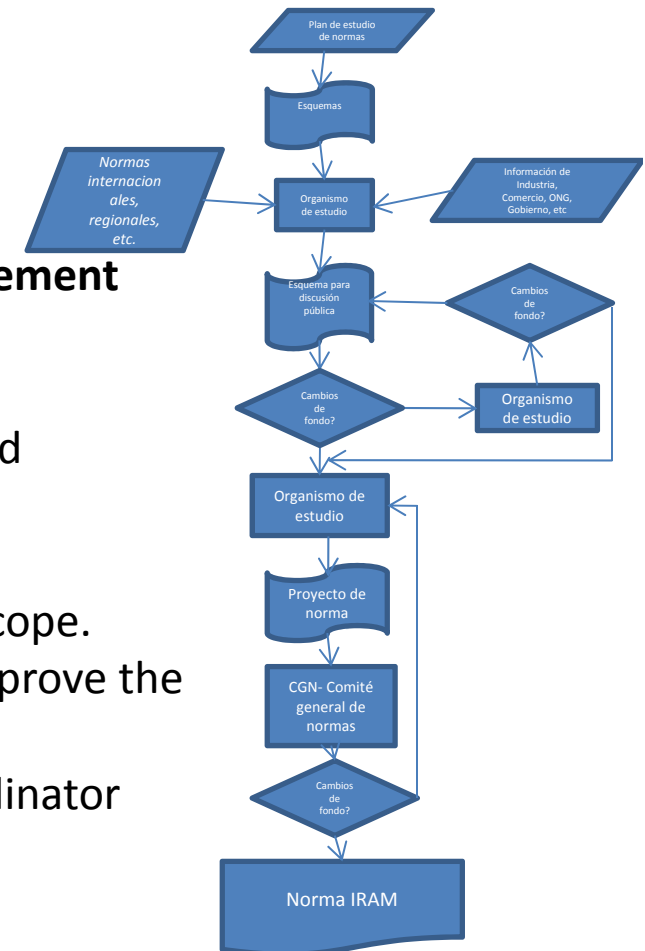 Plan de estudio
de normas
Esquemas
Normas
internacion
ales,
regionales,
etc.
Organismo
de estudio
Información de
Industria,
Comercio, ONG,
Gobierno, etc
ement
Esquema para
discusión
pública
Cambios
de
fondo?
Cambios
de
fondo?
Organismo
de estudio
d
Organismo de
estudio
Proyecto de
norma
cope.
prove the
CGN- Comité
general de
normas
linator
Cambios
de
fondo?
Norma IRAM